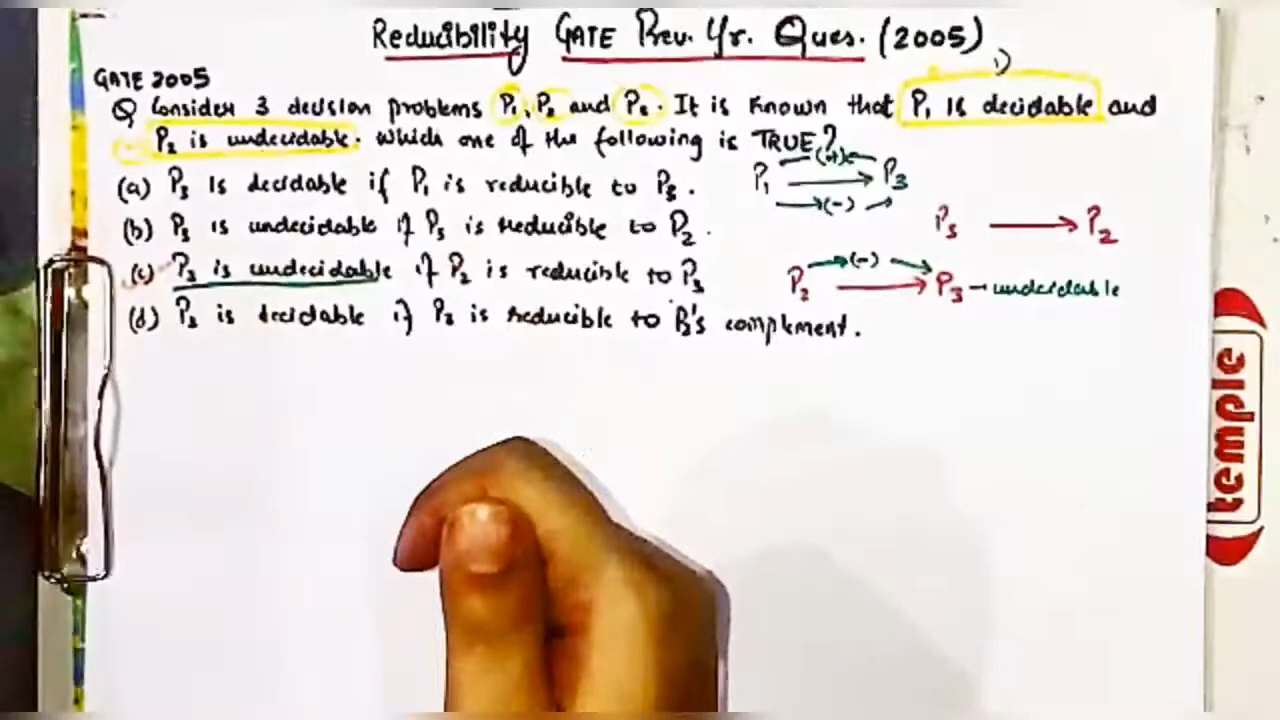 Reducibility GATE Prev. Yr. Ques. (2005)
GATE 2005
Q Consider 3 decision problems P1, P2 and P3. It is known that P1 is decidable and
P2 is undecidable. Which one of the following is TRUE?
(a) P3 Is decidable if P1 is reducible to P3.
(b) P3 is undecidable if P3 is reducible to P2.
(c) P3 is undecidable if P2 is reducible to P3
(d) P3 is decidable if P3 is reducible to P2's complement.
(+)
P1 → P3
→(-)
P3 → P2
(-)
P2 → P3 - undecidable
temple